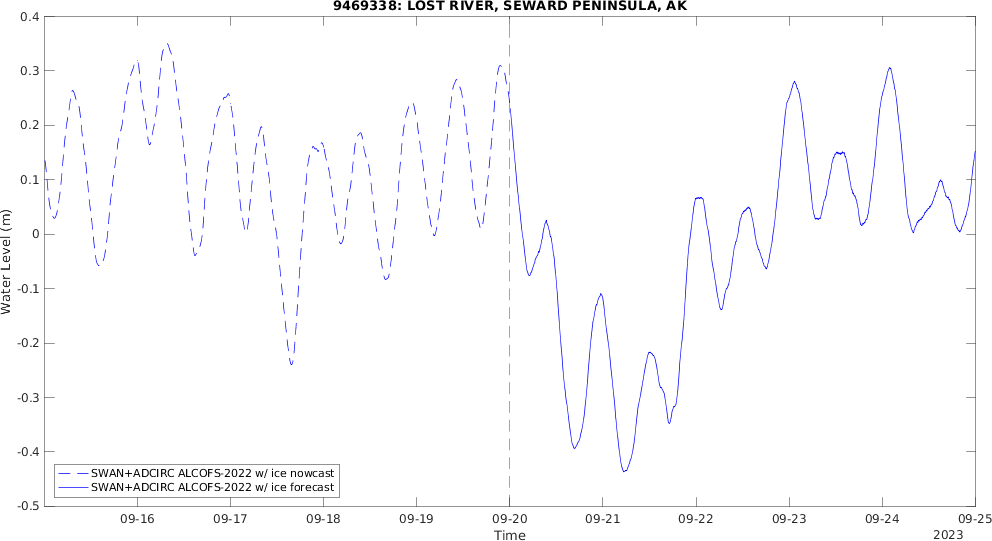 9469338: LOST RIVER, SEWARD PENINSULA, AK
Water Level (m)
0.4
0.3
0.2
0.1
0
-0.1
-0.2
-0.3
-0.4
-0.5
SWAN+ADCIRC ALCOFS-2022 w/ ice nowcast
SWAN+ADCIRC ALCOFS-2022 w/ ice forecast
09-16 09-17 09-18 09-19 09-20 09-21 09-22 09-23 09-24 09-25
Time
2023